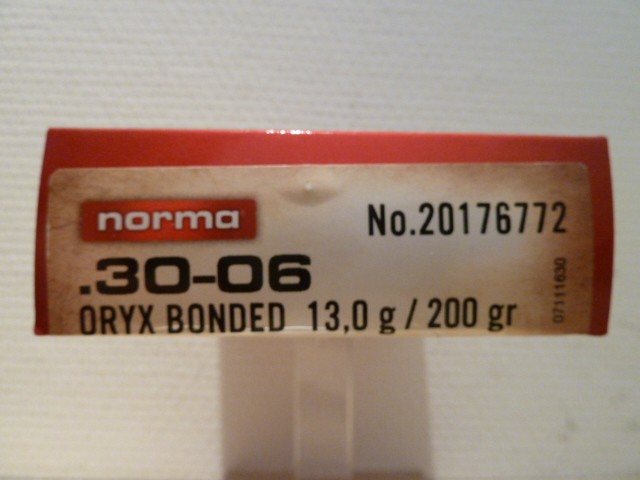 norma
No.20176772
.30-06
ORYX BONDED 13,0 g / 200 gr
07111630